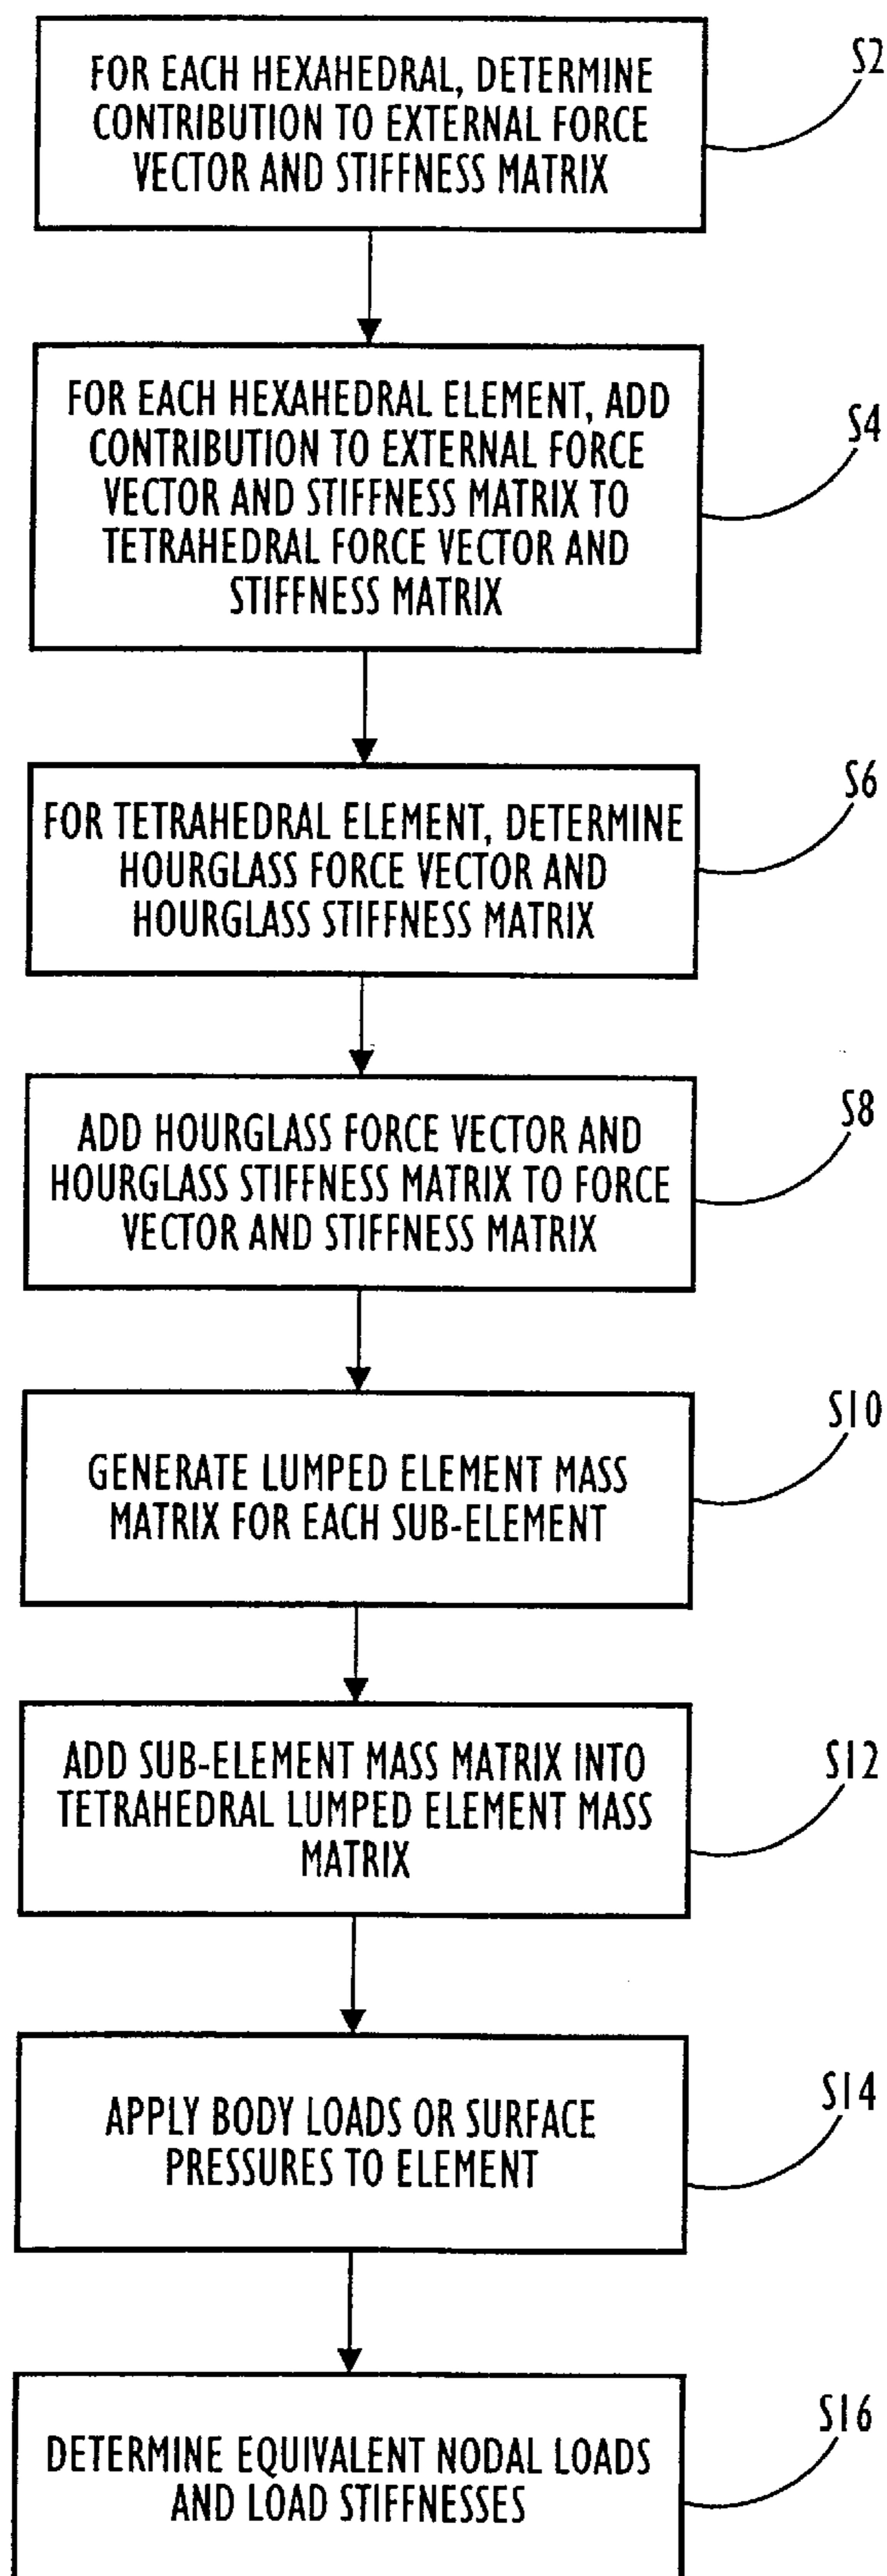 FOR EACH HEXAHEDRAL, DETERMINE
CONTRIBUTION TO EXTERNAL FORCE
VECTOR AND STIFFNESS MATRIX
S2
FOR EACH HEXAHEDRAL ELEMENT, ADD
CONTRIBUTION TO EXTERNAL FORCE
VECTOR AND STIFFNESS MATRIX TO
TETRAHEDRAL FORCE VECTOR AND
STIFFNESS MATRIX
S4
FOR TETRAHEDRAL ELEMENT, DETERMINE
HOURGLASS FORCE VECTOR AND
HOURGLASS STIFFNESS MATRIX
S6
ADD HOURGLASS FORCE VECTOR AND
HOURGLASS STIFFNESS MATRIX TO FORCE
VECTOR AND STIFFNESS MATRIX
S8
GENERATE LUMPED ELEMENT MASS
MATRIX FOR EACH SUB-ELEMENT
S10
ADD SUB-ELEMENT MASS MATRIX INTO
TETRAHEDRAL LUMPED ELEMENT MASS
MATRIX
S12
APPLY BODY LOADS OR SURFACE
PRESSURES TO ELEMENT
S14
DETERMINE EQUIVALENT NODAL LOADS
AND LOAD STIFFNESSES
S16